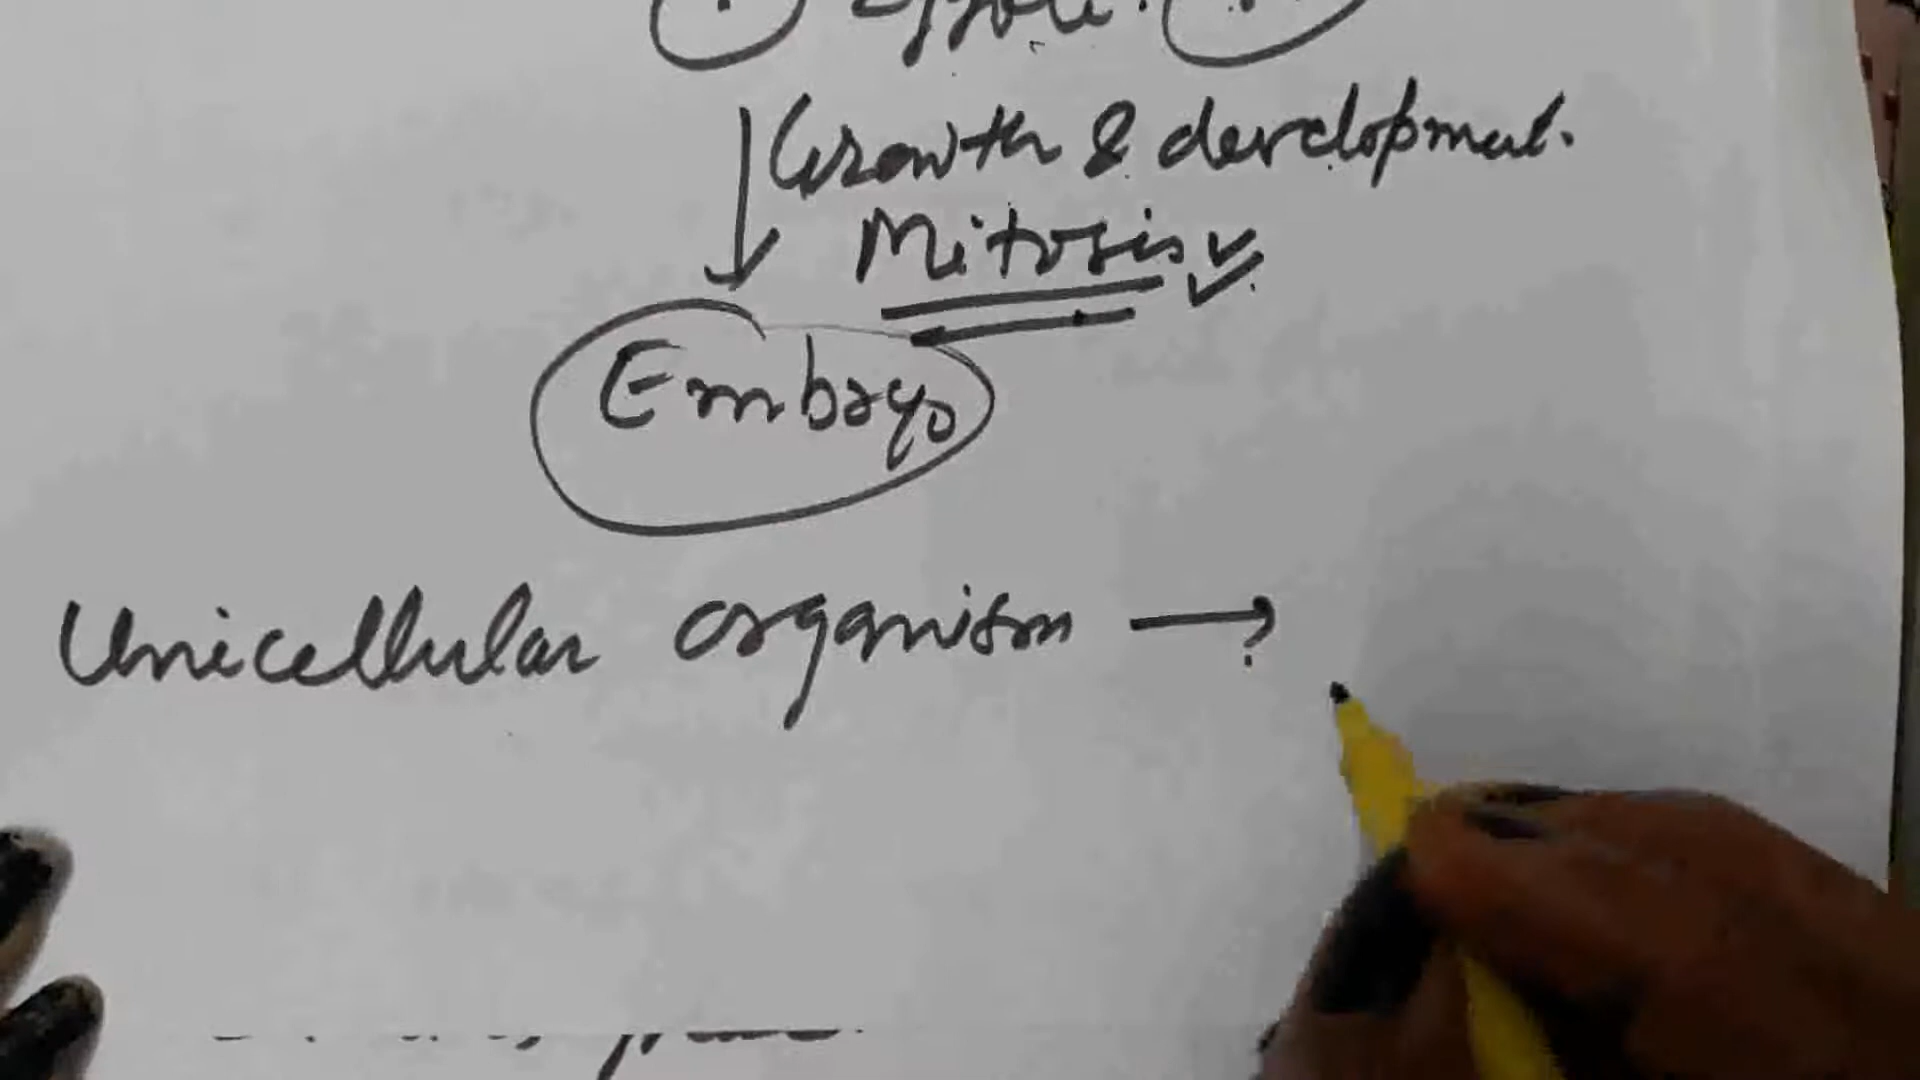 Growth & development.
Mitosis
Embryo
Unicellular organism →